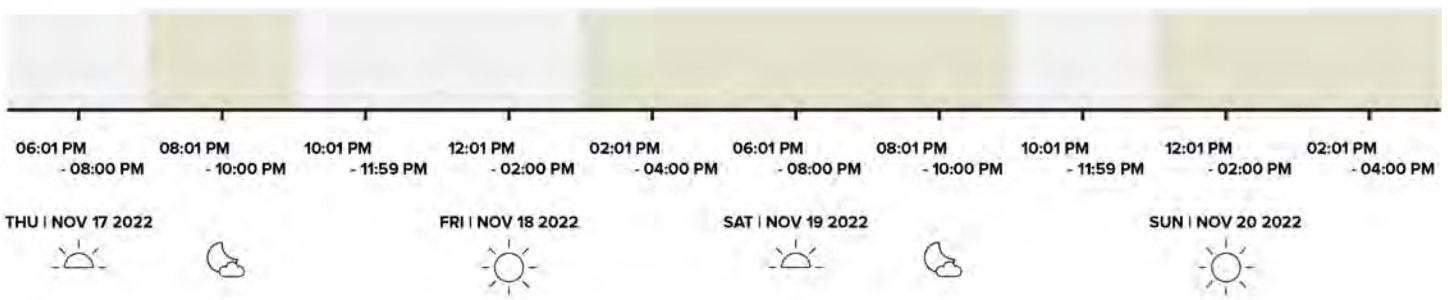 06:01 PM 08:01 PM 10:01 PM 12:01 PM 02:01 PM 06:01 PM 08:01 PM 10:01 PM 12:01 PM 02:01 PM
- 08:00 PM - 10:00 PM - 11:59 PM - 02:00 PM - 04:00 PM - 08:00 PM - 10:00 PM - 11:59 PM - 02:00 PM - 04:00 PM
THU | NOV 17 2022 FRI | NOV 18 2022 SAT | NOV 19 2022 SUN | NOV 20 2022